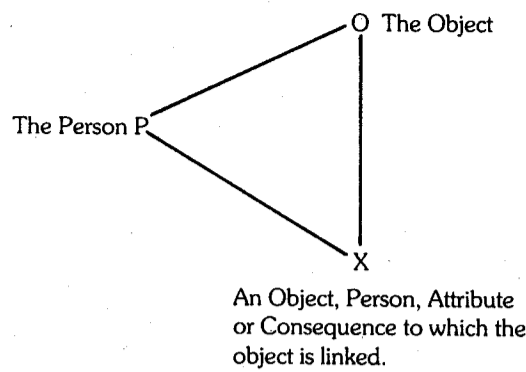 O The Object
The Person P
X
An Object, Person, Attribute
or Consequence to which the
object is linked.